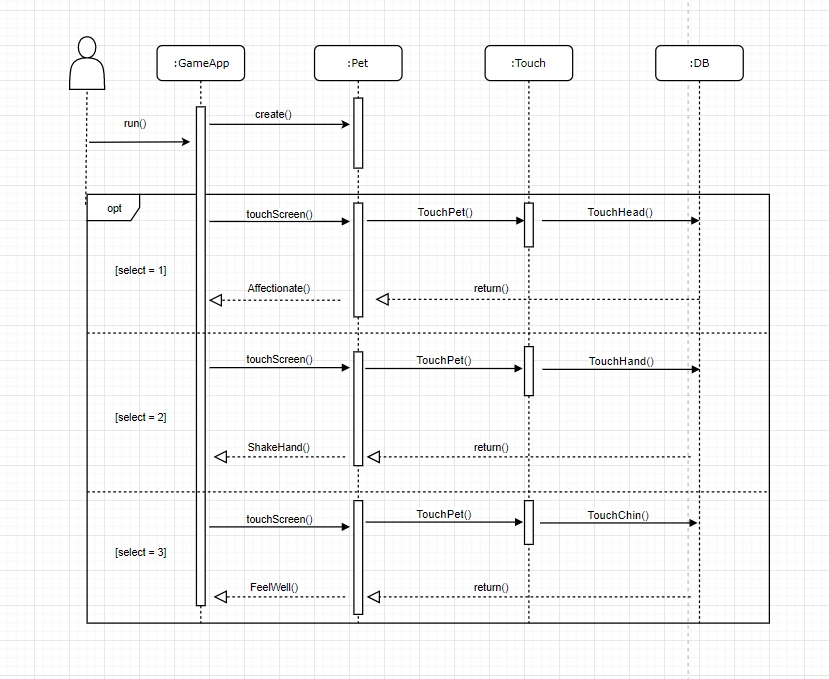 :GameApp
:Pet
:Touch
:DB
run()
create()
opt
touchScreen()
TouchPet()
TouchHead()
[select = 1]
Affectionate()
return()
touchScreen()
TouchPet()
TouchHand()
[select = 2]
ShakeHand()
return()
touchScreen()
TouchPet()
TouchChin()
[select = 3]
FeelWell()
return()